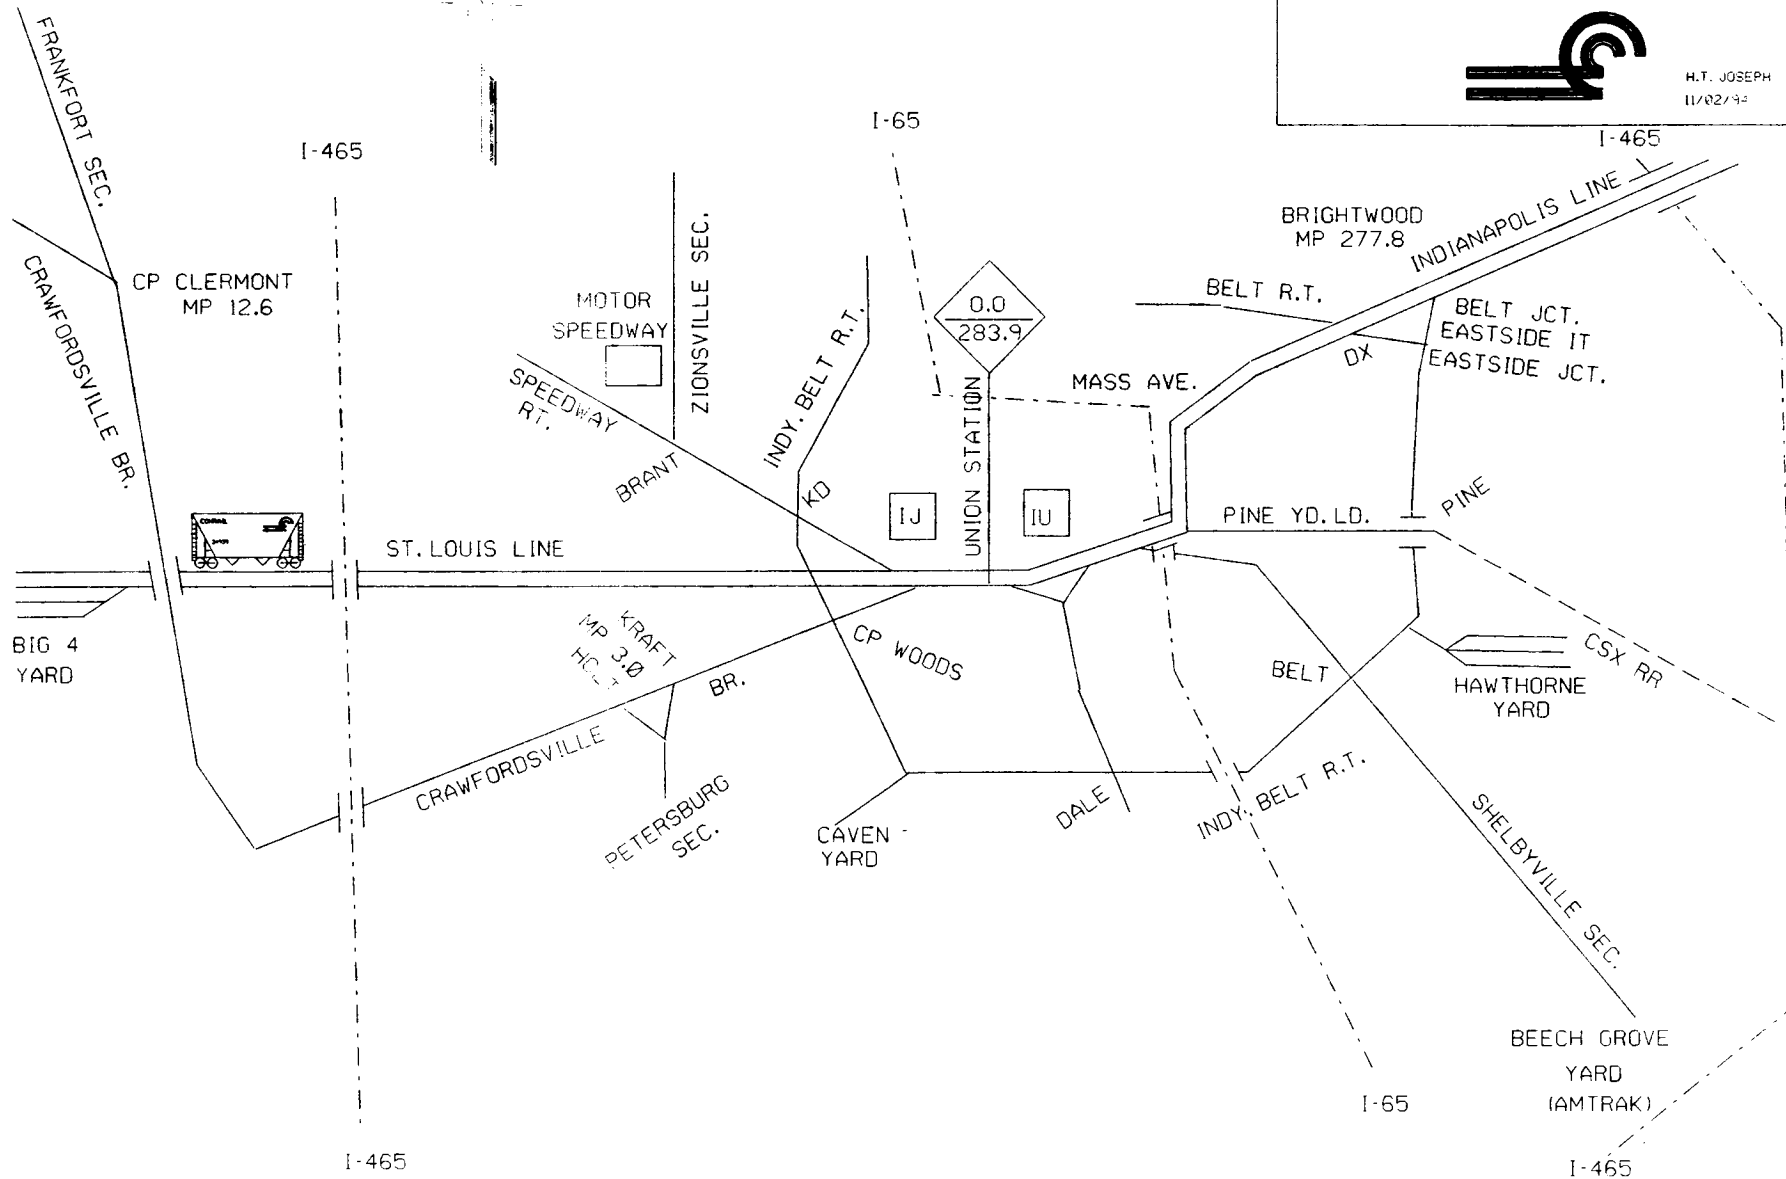 H.T. JOSEPH
FRANKFORT SEC.
I-465
I-65
I-465
CRAWFORDSVILLE BR.
CP CLERMONT
MP 12.6
MOTOR
SPEEDWAY
ZIONSVILLE SEC.
SPEEDWAY
RT.
BRANT
INDY. BELT R.T.
KD
0.0
283.9
UNION STATION
MASS AVE.
BRIGHTWOOD
MP 277.8
INDIANAPOLIS LINE
BELT R.T.
BELT JCT.
EASTSIDE IT
DX
EASTSIDE JCT.
IJ
IU
PINE YD. LD.
PINE
CONRAIL
ST. LOUIS LINE
BIG 4
YARD
KRAFT
MP 3.0
CP WOODS
CRAWFORDSVILLE
BR.
PETERSBURG
SEC.
CAVEN
YARD
DALE
INDY. BELT R.T.
BELT
CSX RR
HAWTHORNE
YARD
SHELBYVILLE SEC.
BEECH GROVE
YARD
(AMTRAK)
I-65
I-465
I-465